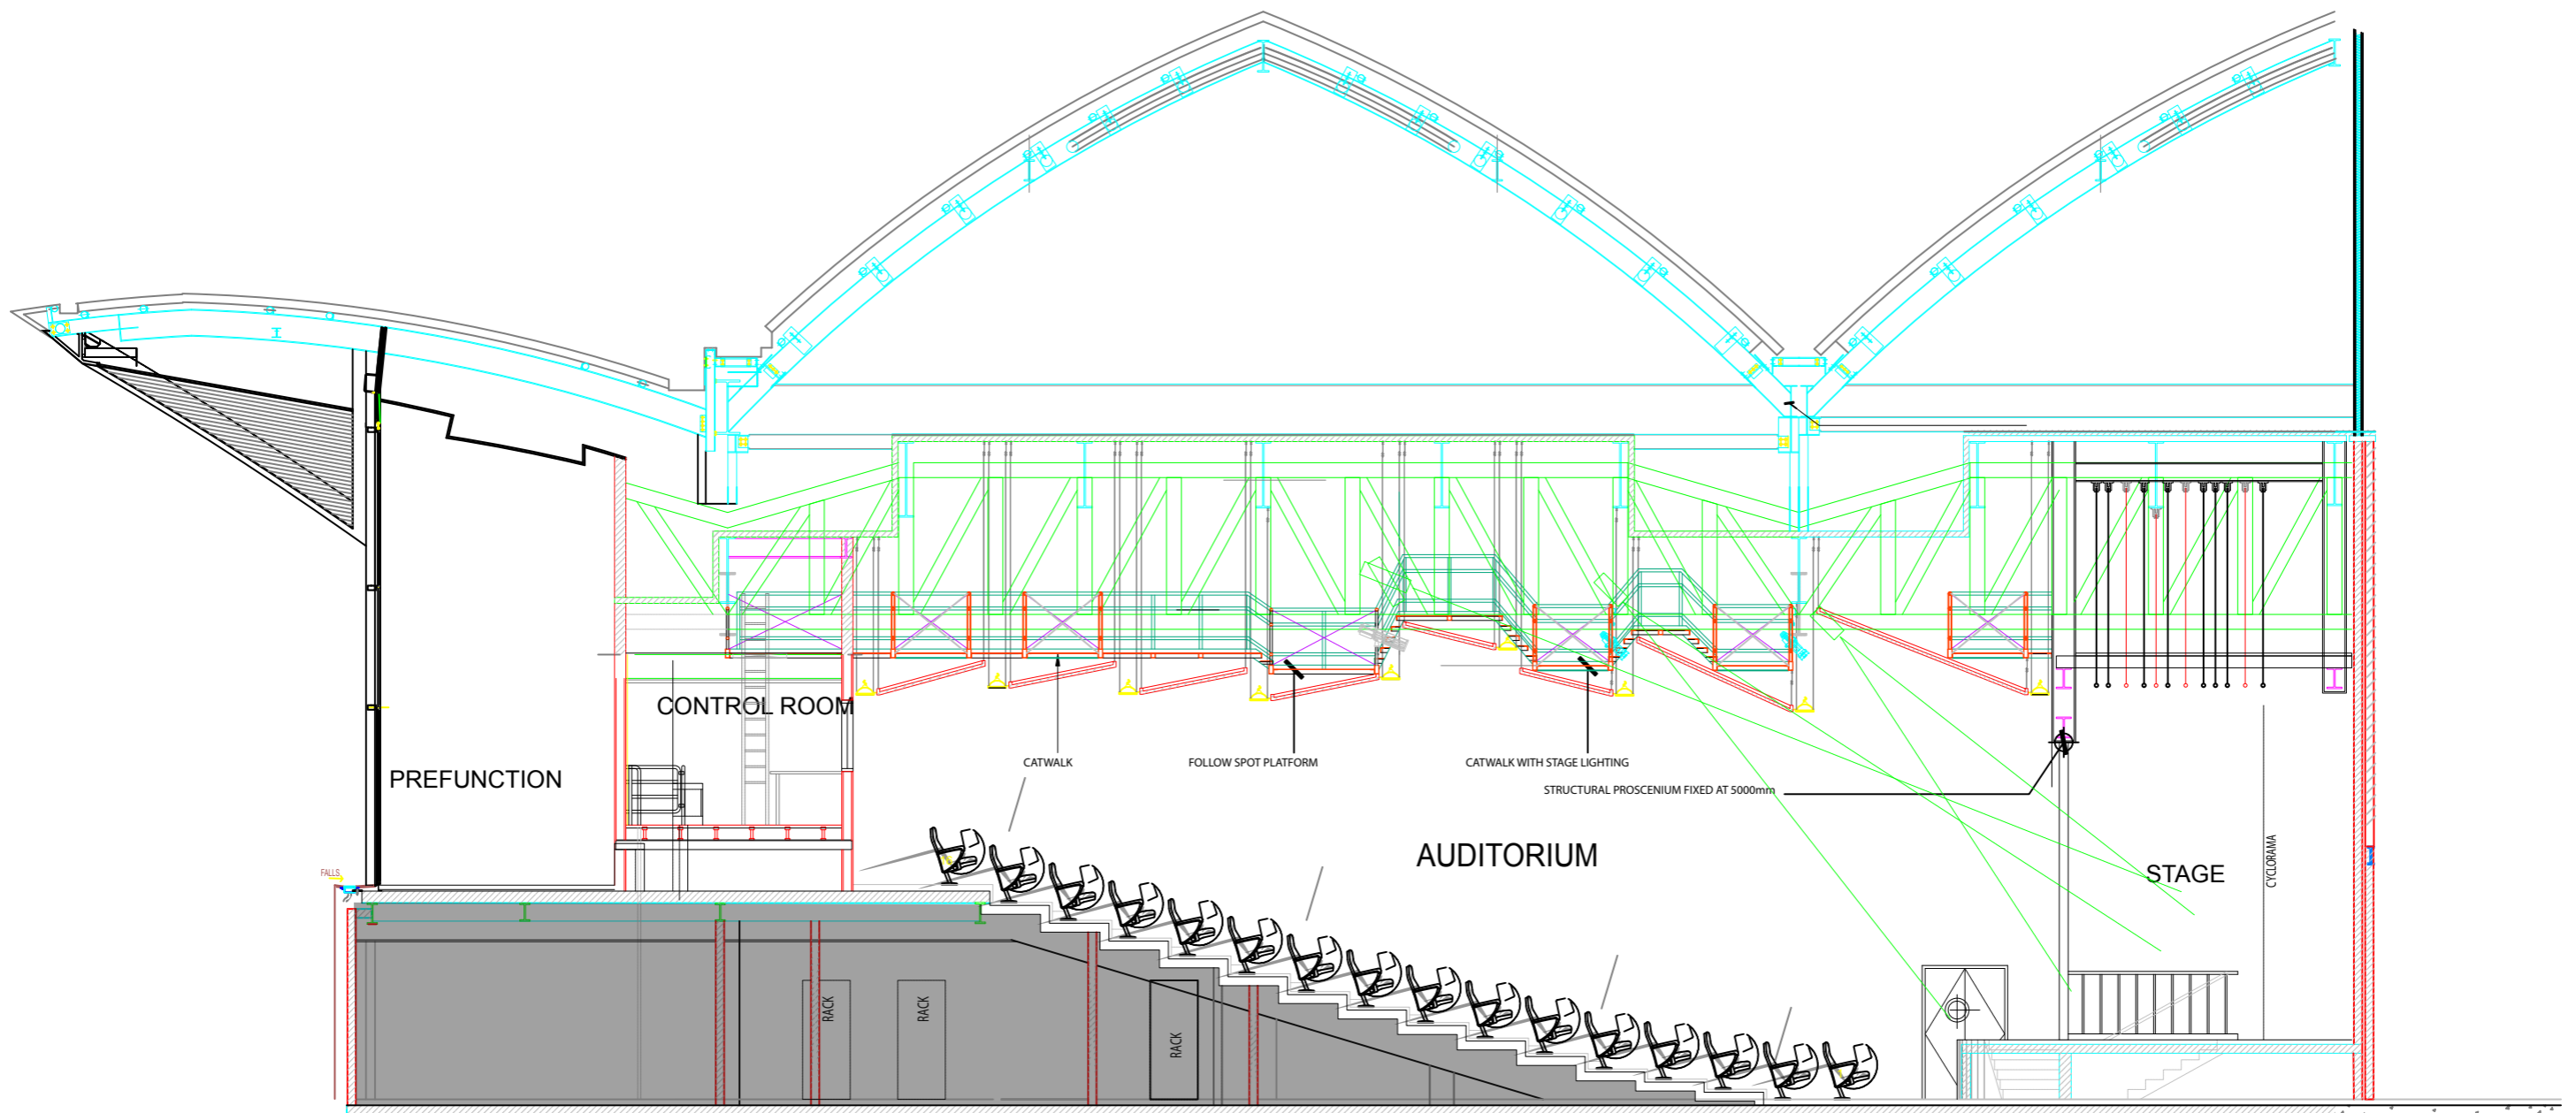 CONTROL ROOM
PREFUNCTION
CATWALK
FOLLOW SPOT PLATFORM
CATWALK WITH STAGE LIGHTING
STRUCTURAL PROSCENIUM FIXED AT 5000mm
AUDITORIUM
STAGE
CYCLORAMA
FALLS
RACK
RACK
RACK